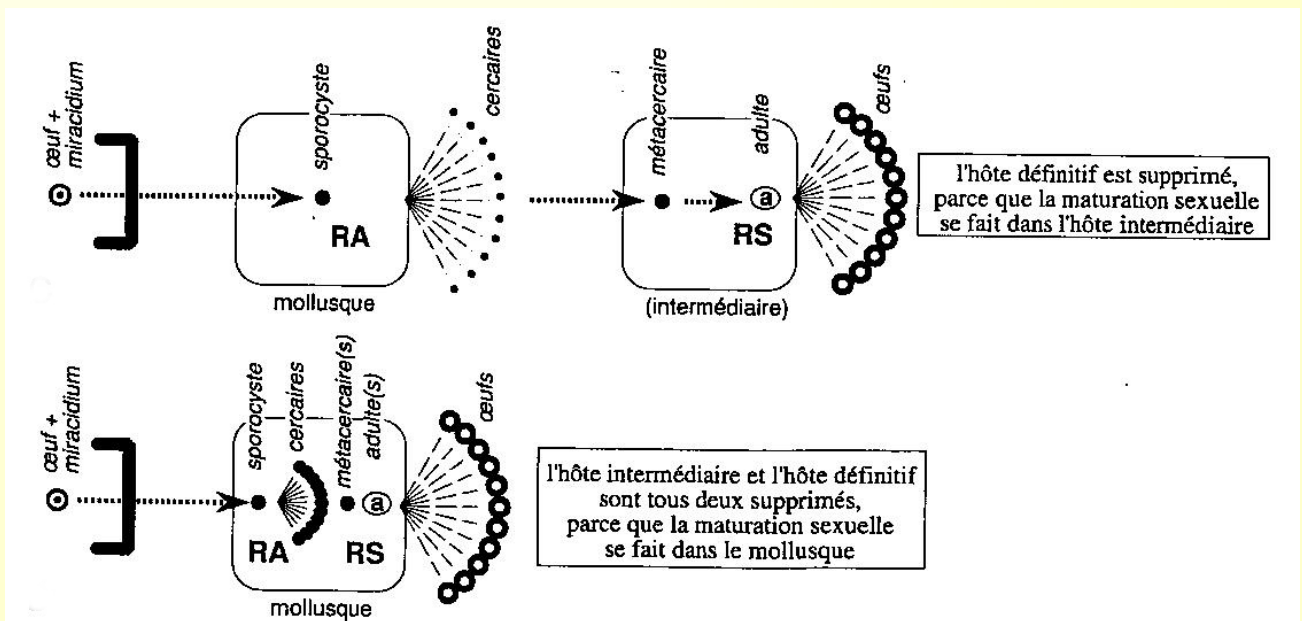 œuf +
miracidium
sporocyste
RA
mollusque
cercaires
métacercaire
adulte
a
RS
(intermédiaire)
œufs
l'hôte définitif est supprimé,
parce que la maturation sexuelle
se fait dans l'hôte intermédiaire
œuf +
miracidium
sporocyste
cercaires
métacercaire(s)
adulte(s)
a
RA
RS
mollusque
œufs
l'hôte intermédiaire et l'hôte définitif
sont tous deux supprimés,
parce que la maturation sexuelle
se fait dans le mollusque